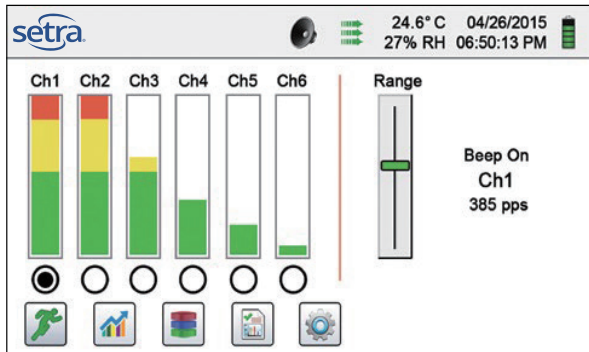 setra
24.6° C 04/26/2015
27% RH 06:50:13 PM
Ch1 Ch2 Ch3 Ch4 Ch5 Ch6 Range
Beep On
Ch1
385 pps